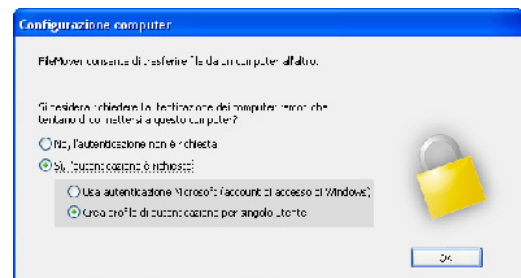 Configurazione computer
FileMover consente di trasferire file da un computer all'altro.
Si desidera richiedere l'autenticazione dei computer remoti che
tentano di connettersi a questo computer?
No, l'autenticazione non è richiesta
Sì, l'autenticazione è richiesta
Usa autenticazione Microsoft (account di accesso di Windows)
Crea profilo di autenticazione per singolo utente
OK